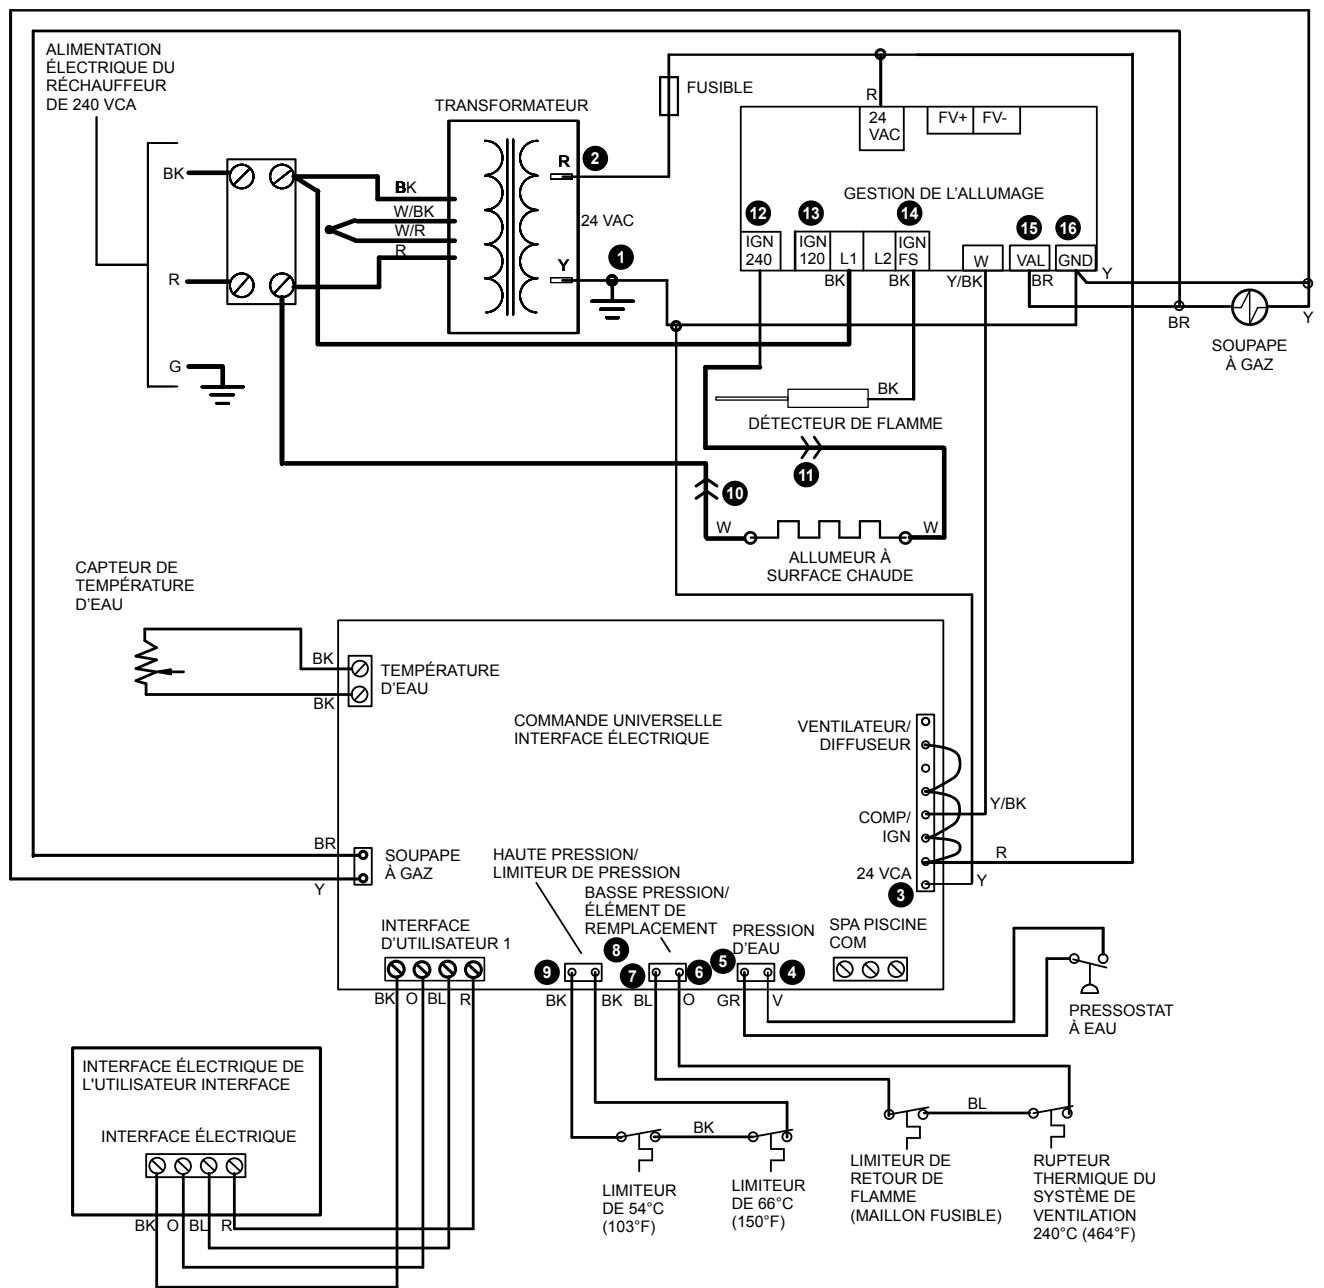 ALIMENTATION
ÉLECTRIQUE DU
RÉCHAUFFEUR
DE 240 VCA
TRANSFORMATEUR
FUSIBLE
R
24
VAC
FV+
FV-
GESTION DE L'ALLUMAGE
BK
BK
W/BK
W/R
R
R
2
24 VAC
Y
1
12
13
14
15
16
IGN
240
IGN
120
L1
L2
IGN
FS
W
VAL
GND
BK
BK
Y/BK
BR
Y
R
G
BR
Y
SOUPAPE
À GAZ
BK
DÉTECTEUR DE FLAMME
11
10
W
W
ALLUMEUR À
SURFACE CHAUDE
CAPTEUR DE
TEMPÉRATURE
D'EAU
BK
BK
TEMPÉRATURE
D'EAU
COMMANDE UNIVERSELLE
INTERFACE ÉLECTRIQUE
VENTILATEUR/
DIFFUSEUR
COMP/
IGN
24 VCA
3
Y/BK
R
Y
BR
Y
SOUPAPE
À GAZ
HAUTE PRESSION/
LIMITEUR DE PRESSION
BASSE PRESSION/
ÉLÉMENT DE
REMPLACEMENT
INTERFACE
D'UTILISATEUR 1
PRESSION
D'EAU
SPA PISCINE
COM
9
8
7
6
5
4
BK
O
BL
R
BK
BK
BL
O
GR
V
PRESSOSTAT
À EAU
INTERFACE ÉLECTRIQUE DE
L'UTILISATEUR INTERFACE
INTERFACE ÉLECTRIQUE
BK
O
BL
R
BK
BL
LIMITEUR
DE 54°C
(103°F)
LIMITEUR
DE 66°C
(150°F)
LIMITEUR DE
RETOUR DE
FLAMME
(MAILLON FUSIBLE)
RUPTEUR
THERMIQUE DU
SYSTÈME DE
VENTILATION
240°C (464°F)